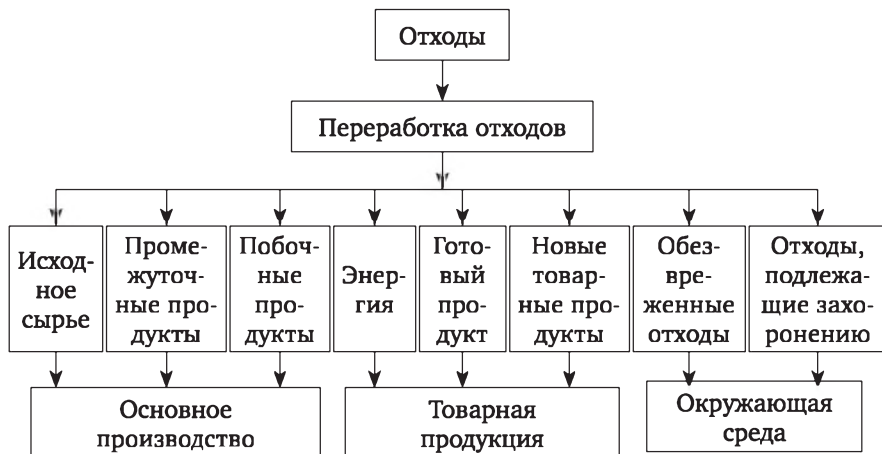 Отходы
Переработка отходов
Исход-
ное
сырье
Проме-
жуточ-
ные про-
дукты
Побоч-
ные
про-
дукты
Энер-
гия
Гото-
вый
про-
дукт
Новые
товар-
ные про-
дукты
Обез-
вре-
женные
отходы
Отходы,
подлежа-
щие захо-
ронению
Основное
производство
Товарная
продукция
Окружающая
среда